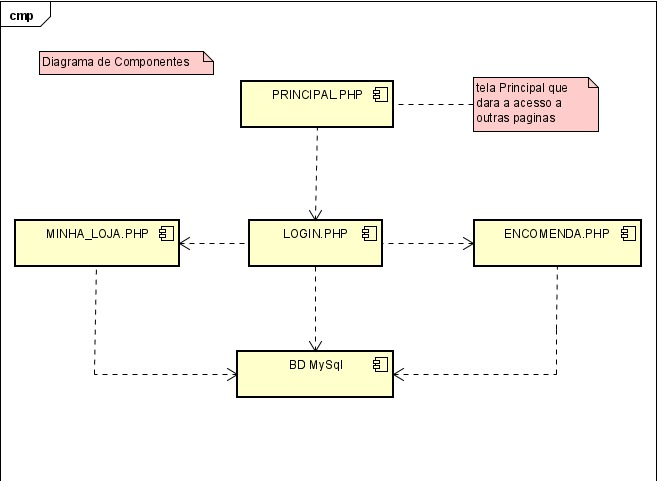 cmp
Diagrama de Componentes
PRINCIPAL.PHP
tela Principal que
dara a acesso a
outras paginas
MINHA_LOJA.PHP
LOGIN.PHP
ENCOMENDA.PHP
BD MySql